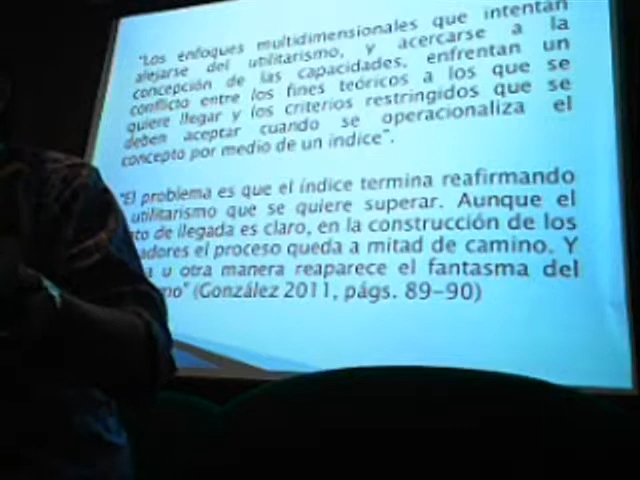 "Los enfoques multidimensionales que intentan
alejarse del utilitarismo, y acercarse a la
concepción de las capacidades, enfrentan un
conflicto entre los fines teóricos a los que se
quiere llegar y los criterios restringidos que se
deben aceptar cuando se operacionaliza el
concepto por medio de un índice".
"El problema es que el índice termina reafirmando
utilitarismo que se quiere superar. Aunque el
to de llegada es claro, en la construcción de los
adores el proceso queda a mitad de camino. Y
a u otra manera reaparece el fantasma del
mo" (González 2011, págs. 89-90)